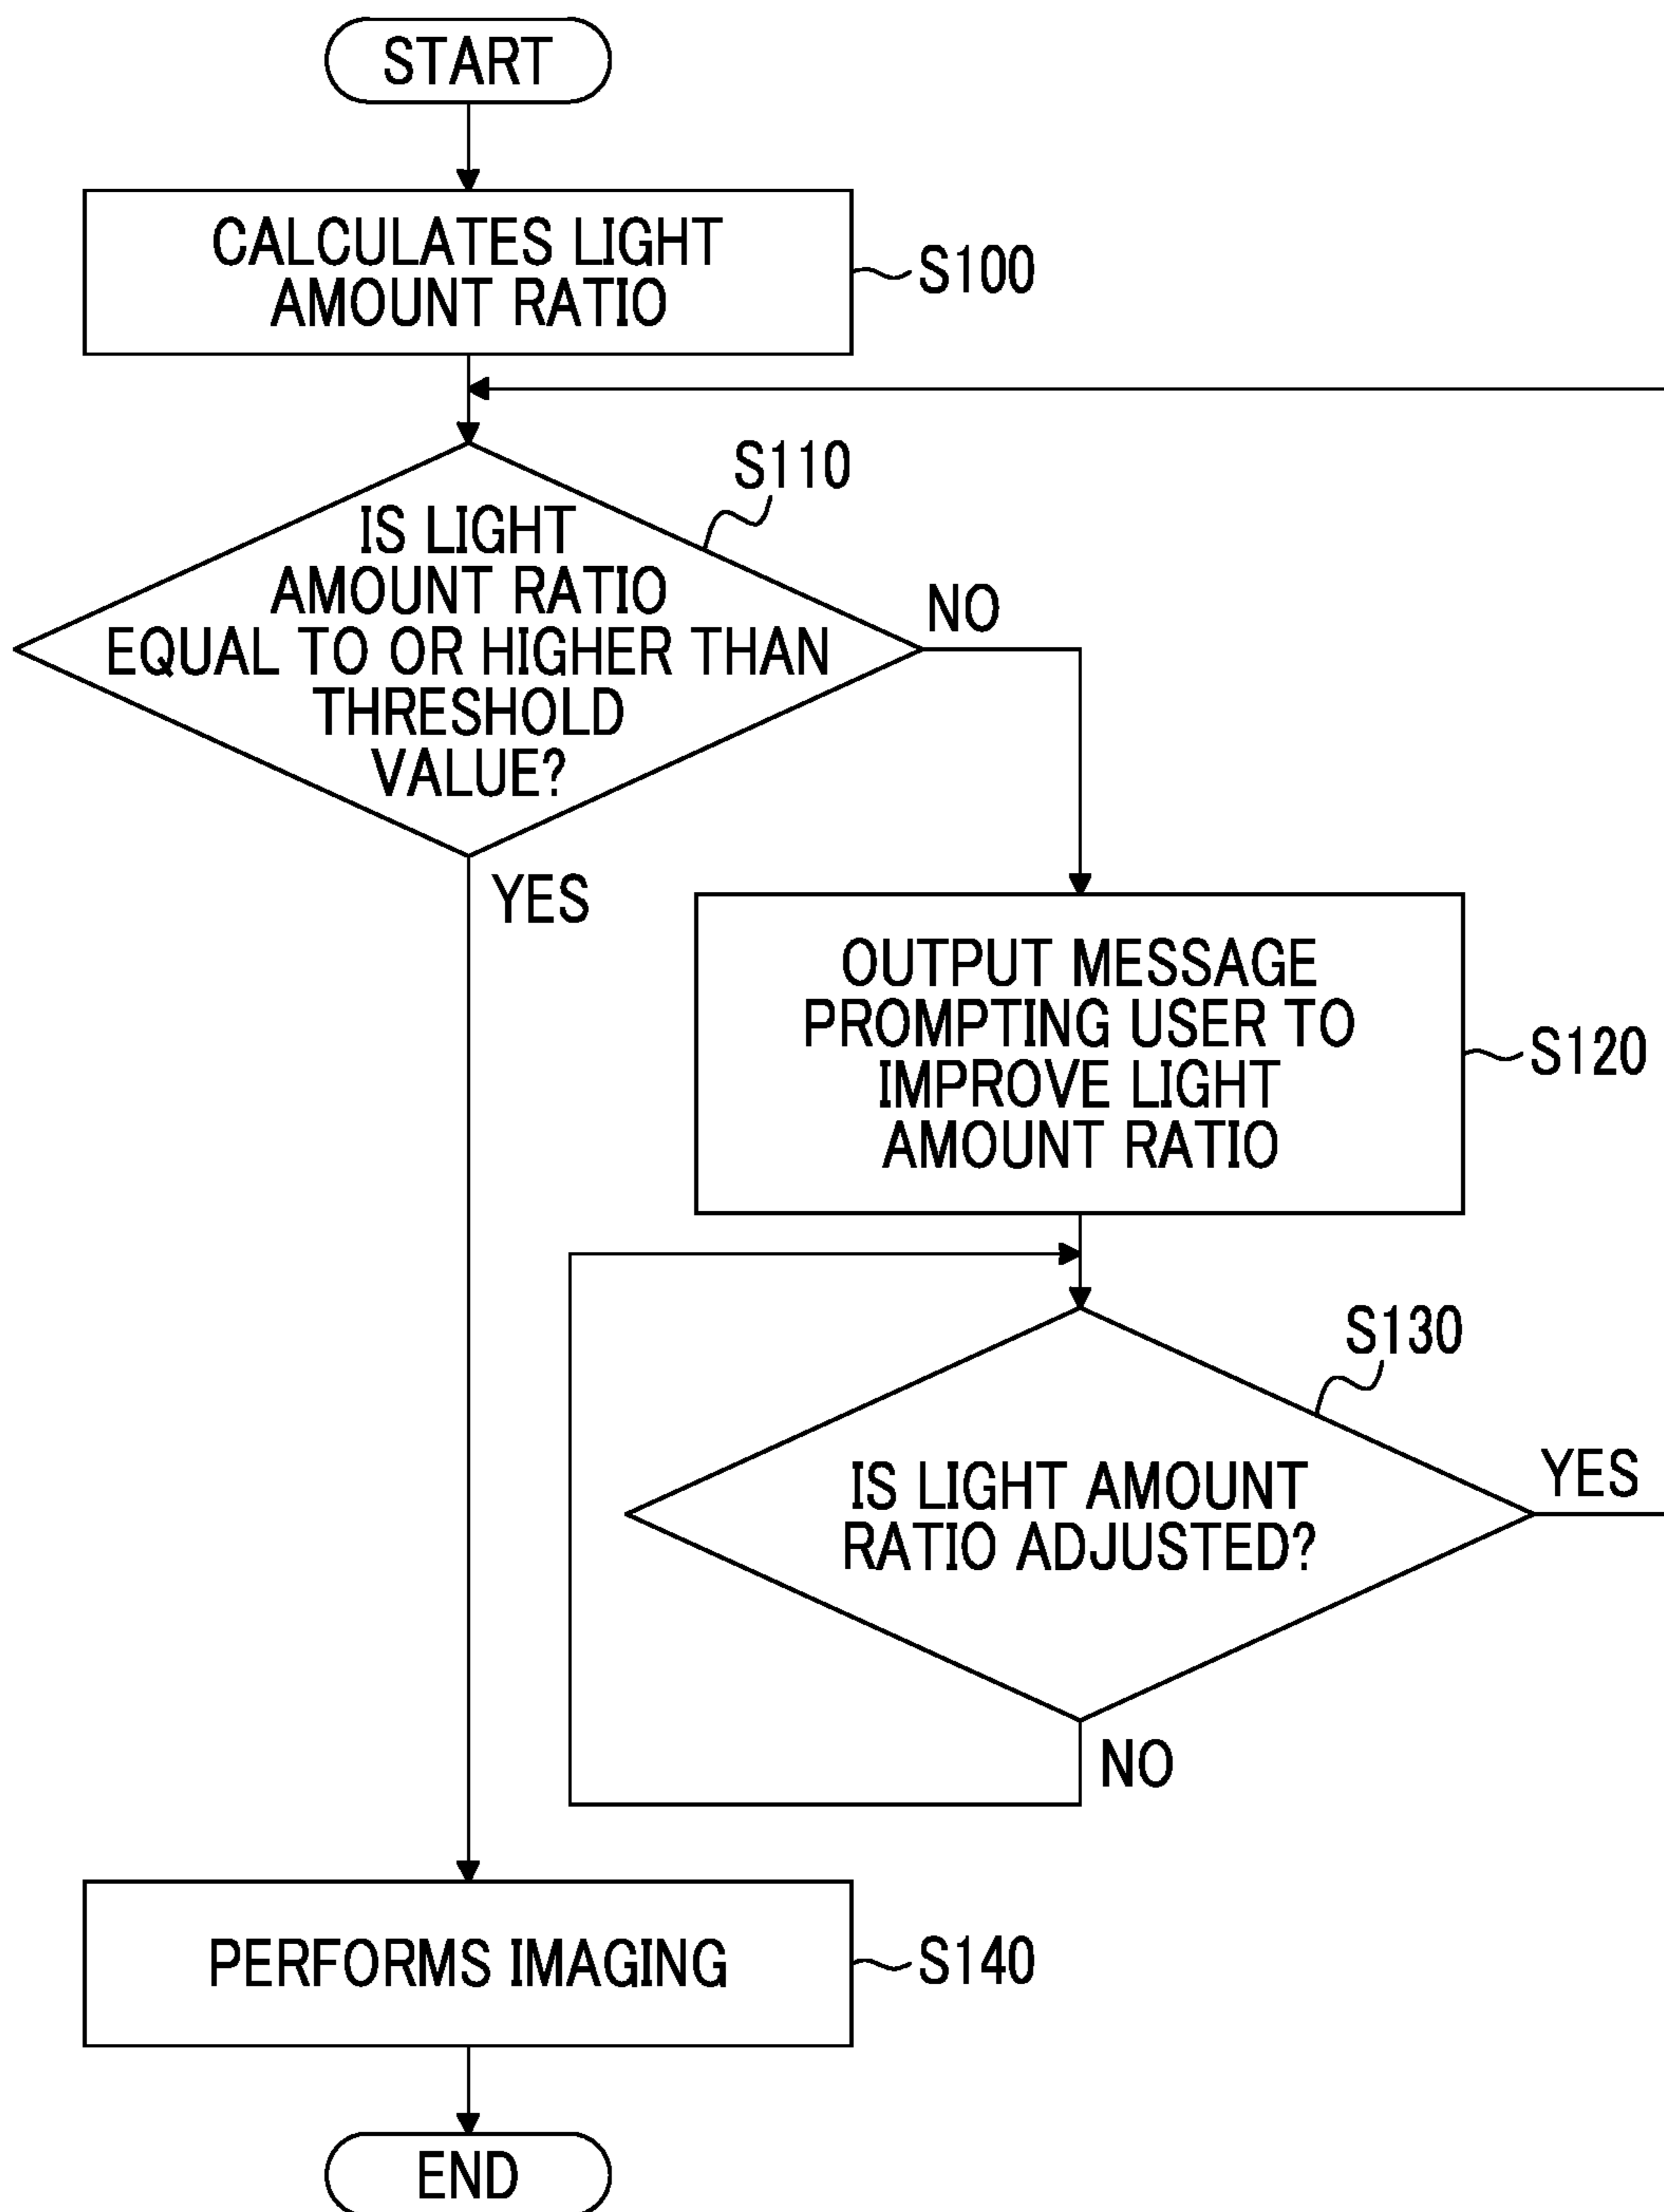 START
CALCULATES LIGHT
AMOUNT RATIO
S100
S110
IS LIGHT
AMOUNT RATIO
EQUAL TO OR HIGHER THAN
THRESHOLD
VALUE?
NO
YES
OUTPUT MESSAGE
PROMPTING USER TO
IMPROVE LIGHT
AMOUNT RATIO
S120
S130
IS LIGHT AMOUNT
RATIO ADJUSTED?
YES
NO
PERFORMS IMAGING
S140
END